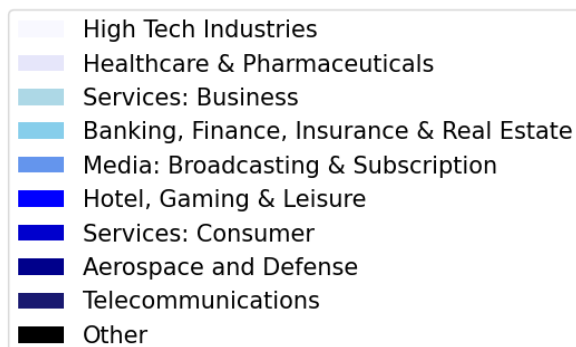 High Tech Industries
Healthcare & Pharmaceuticals
Services: Business
Banking, Finance, Insurance & Real Estate
Media: Broadcasting & Subscription
Hotel, Gaming & Leisure
Services: Consumer
Aerospace and Defense
Telecommunications
Other